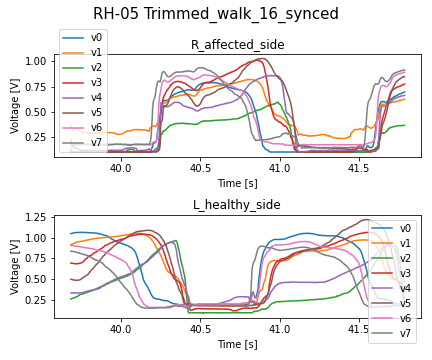 RH-05 Trimmed_walk_16_synced
R_affected_side
v0
v1
v2
v3
v4
v5
v6
v7
Voltage [V]
1.00
0.75
0.50
0.25
40.0 40.5 41.0 41.5
Time [s]
L_healthy_side
Voltage [V]
1.25
1.00
0.75
0.50
0.25
v0
v1
v2
v3
v4
v5
v6
v7
40.0 40.5 41.0 41.5
Time [s]